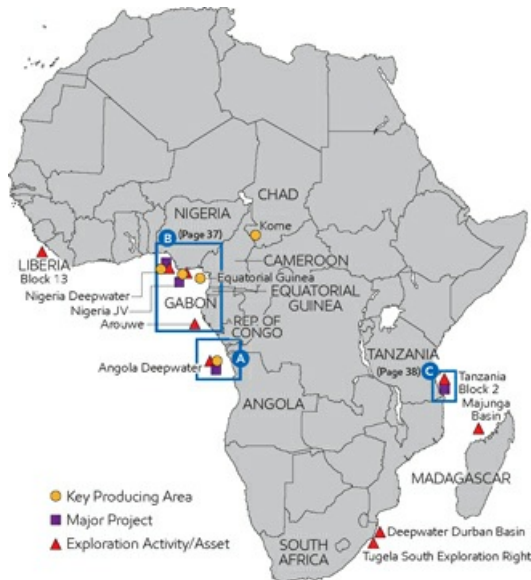 CHAD
NIGERIA
Kome
B (Page 37)
CAMEROON
LIBERIA
Block 13
Equatorial Guinea
Nigeria Deepwater
EQUATORIAL
GUINEA
Nigeria JV
GABON
Arouwe
REP OF
CONGO
TANZANIA
A
(Page 38) C
Angola Deepwater
Tanzania
Block 2
Majunga
Basin
ANGOLA
MADAGASCAR
Key Producing Area
Major Project
Deepwater Durban Basin
Exploration Activity/Asset
SOUTH
AFRICA
Tugela South Exploration Right